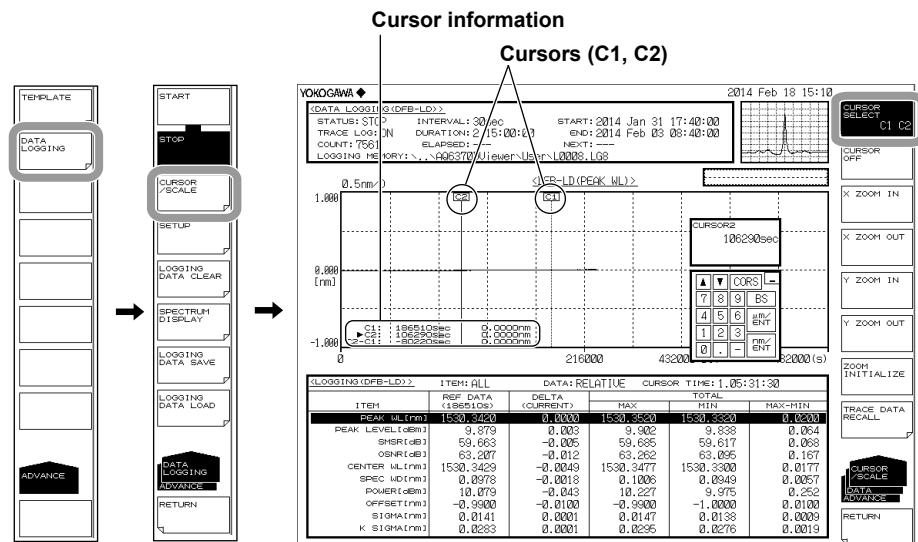 Cursor information
Cursors (C1, C2)
TEMPLATE
DATA
LOGGING
ADVANCE
START
STOP
CURSOR
/SCALE
SETUP
LOGGING
DATA CLEAR
SPECTRUM
DISPLAY
LOGGING
DATA SAVE
LOGGING
DATA LOAD
DATA
LOGGING
ADVANCE
RETURN
YOKOGAWA ◆ 2014 Feb 18 15:10
<DATA LOGGING(DFB-LD)>>
STATUS: STOP INTERVAL: 30sec START: 2014 Jan 31 17:40:00
TRACE LOG: ON DURATION: 2.15:00:00 END: 2014 Feb 03 08:40:00
COUNT: 7561 ELAPSED:--- NEXT:---
LOGGING MEMORY:\..\AQ6370\Viewer\User\L0008.LG8
0.5nm/D <DFB-LD(PEAK WL)>
1.000
C2 C1
CURSOR2
106290sec
0.000
[nm]
▲ ▼ CORS −
7 8 9 BS
4 5 6 μm/ENT
1 2 3
0 . − nm/ENT
C1: 186510sec 0.0000nm
▶C2: 106290sec 0.0000nm
C2-C1: -80220sec 0.0000nm
-1.000
0 216000 432000 (s)
<LOGGING(DFB-LD)>> ITEM: ALL DATA: RELATIVE CURSOR TIME: 1.05:31:30
ITEM REF DATA (186510s) DELTA (CURRENT) TOTAL MAX MIN MAX-MIN
PEAK WL[nm] 1530.3420 0.0000 1530.3520 1530.3320 0.0200
PEAK LEVEL[dBm] 9.879 0.003 9.902 9.838 0.064
SMSR[dB] 59.663 -0.005 59.685 59.617 0.068
OSNR[dB] 63.207 -0.012 63.262 63.095 0.167
CENTER WL[nm] 1530.3429 -0.0049 1530.3477 1530.3300 0.0177
SPEC WD[nm] 0.0978 -0.0018 0.1006 0.0949 0.0057
POWER[dBm] 10.079 -0.043 10.227 9.975 0.252
OFFSET[nm] -0.9900 -0.0100 -0.9900 -1.0000 0.0100
SIGMA[nm] 0.0141 0.0001 0.0147 0.0138 0.0009
K SIGMA[nm] 0.0283 0.0001 0.0295 0.0276 0.0019
CURSOR
SELECT
C1 C2
CURSOR
OFF
X ZOOM IN
X ZOOM OUT
Y ZOOM IN
Y ZOOM OUT
ZOOM
INITIALIZE
TRACE DATA
RECALL
CURSOR
/SCALE
DATA
ADVANCE
RETURN